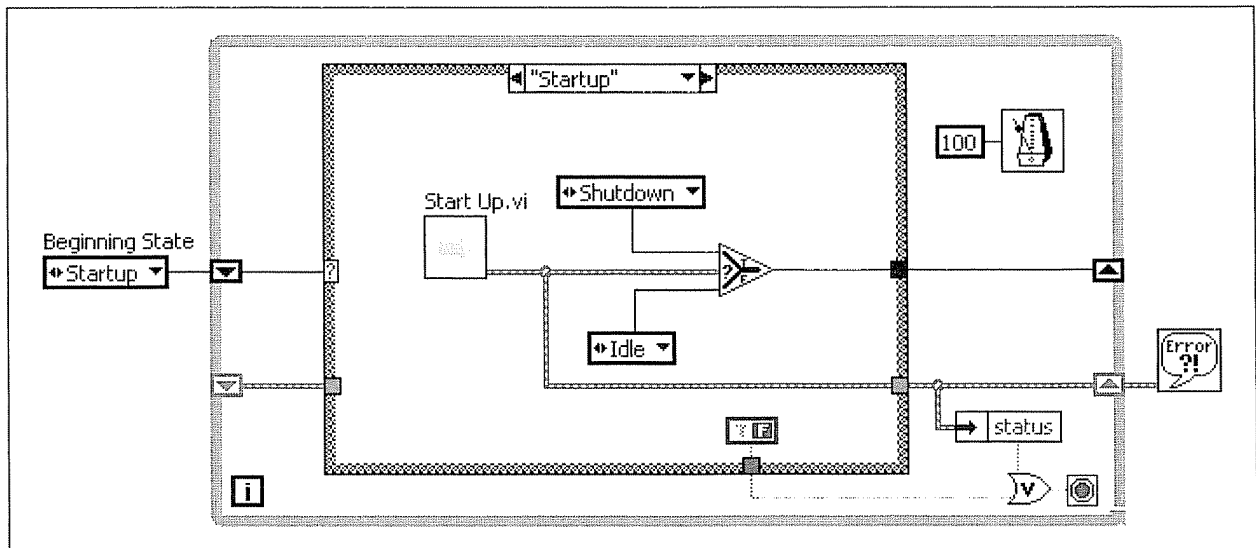 "Startup"
100
Shutdown
Start Up.vi
Beginning State
Startup
?
?
T
F
Idle
Error
?!
status
F
V
i